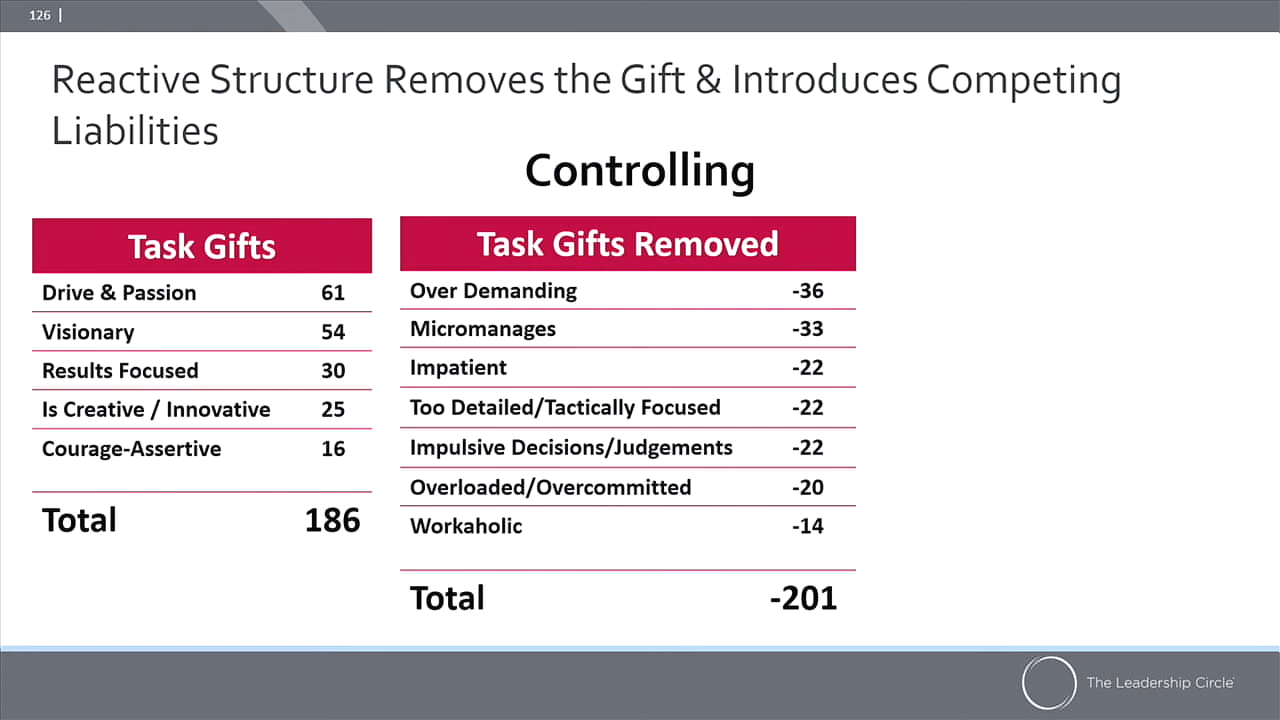 126 |
Reactive Structure Removes the Gift & Introduces Competing
Liabilities
Controlling
Task Gifts
Drive & Passion 61
Visionary 54
Results Focused 30
Is Creative / Innovative 25
Courage-Assertive 16
Total 186
Task Gifts Removed
Over Demanding -36
Micromanages -33
Impatient -22
Too Detailed/Tactically Focused -22
Impulsive Decisions/Judgements -22
Overloaded/Overcommitted -20
Workaholic -14
Total -201
The Leadership Circle